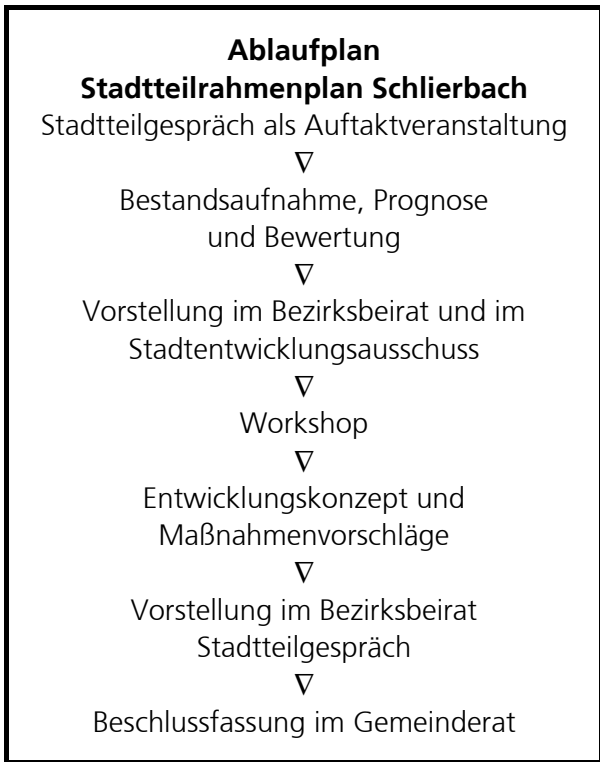 Ablaufplan
Stadtteilrahmenplan Schlierbach
Stadtteilgespräch als Auftaktveranstaltung
∇
Bestandsaufnahme, Prognose
und Bewertung
∇
Vorstellung im Bezirksbeirat und im
Stadtentwicklungsausschuss
∇
Workshop
∇
Entwicklungskonzept und
Maßnahmenvorschläge
∇
Vorstellung im Bezirksbeirat
Stadtteilgespräch
∇
Beschlussfassung im Gemeinderat